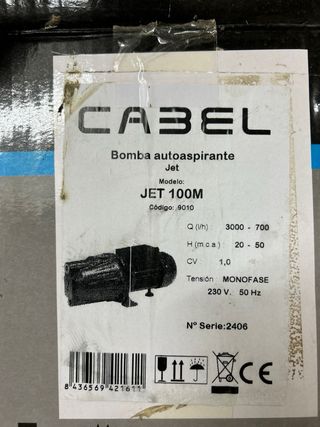 CABEL
Bomba autoaspirante
Jet
Modelo:
JET 100M
Código: 9010
Q (l/h) 3000 - 700
H (m.c.a.) 20 - 50
CV 1,0
Tensión: MONOFASE
230 V. 50 Hz
Nº Serie:2406
8 436569 421611
CE